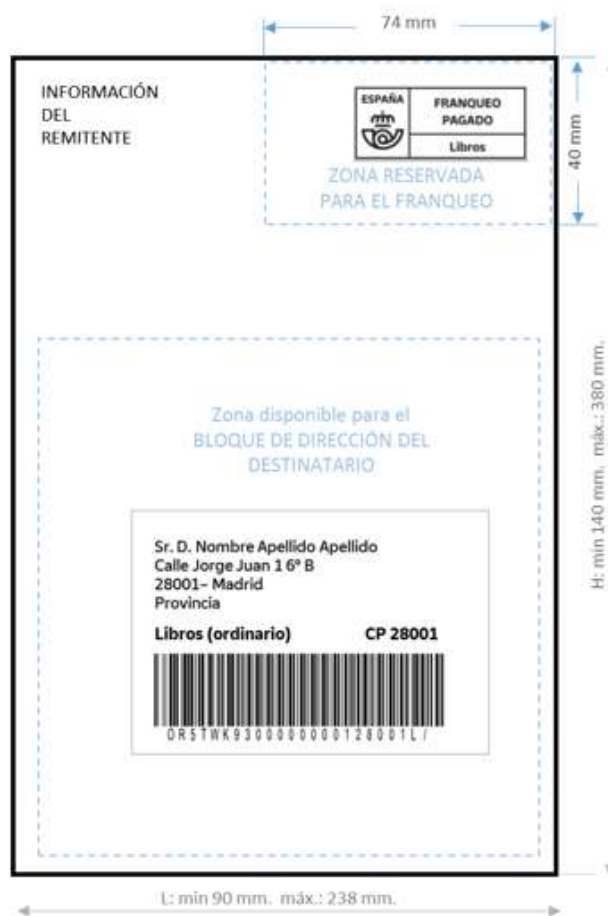 74 mm
INFORMACIÓN
DEL
REMITENTE
ESPAÑA
FRANQUEO
PAGADO
Libros
ZONA RESERVADA
PARA EL FRANQUEO
40 mm
Zona disponible para el
BLOQUE DE DIRECCIÓN DEL
DESTINATARIO
H: min 140 mm. máx.: 380 mm.
Sr. D. Nombre Apellido Apellido
Calle Jorge Juan 1 6º B
28001– Madrid
Provincia
Libros (ordinario) CP 28001
OR5TWK9300000000128001L/
L: min 90 mm. máx.: 238 mm.